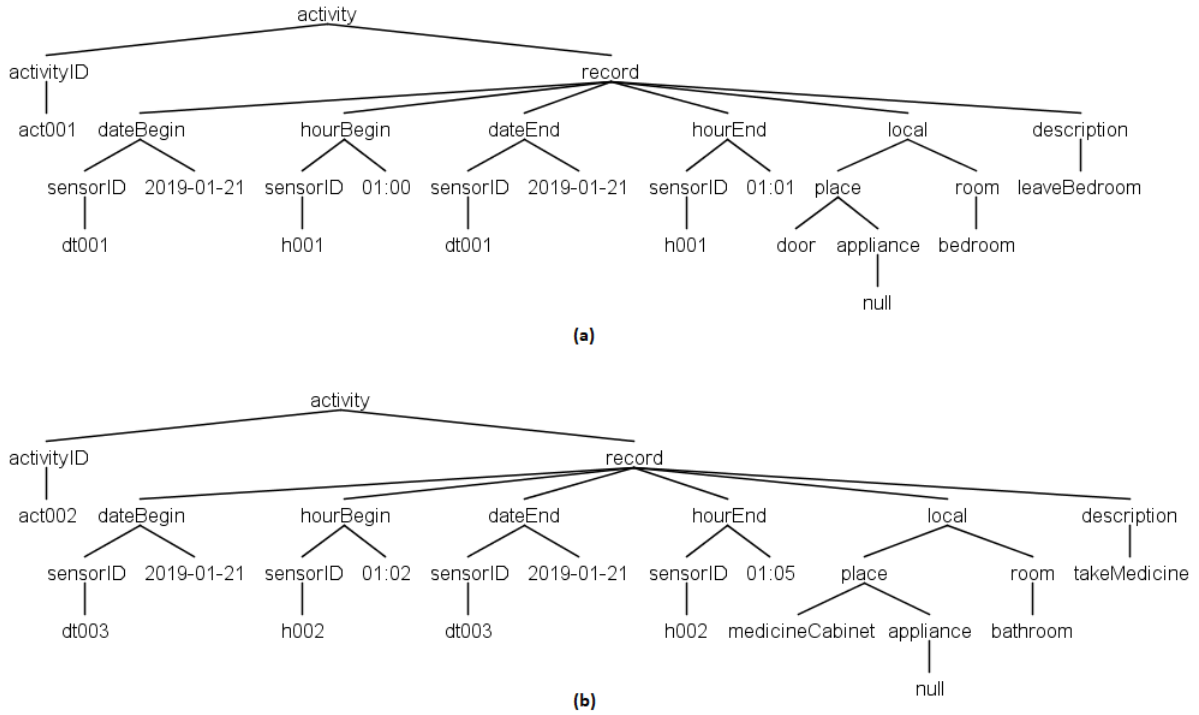 activity
activityID record
act001 dateBegin hourBegin dateEnd hourEnd local description
sensorID 2019-01-21 sensorID 01:00 sensorID 2019-01-21 sensorID 01:01 place room leaveBedroom
dt001 h001 dt001 h001 door appliance bedroom
null
(a)
activity
activityID record
act002 dateBegin hourBegin dateEnd hourEnd local description
sensorID 2019-01-21 sensorID 01:02 sensorID 2019-01-21 sensorID 01:05 place room takeMedicine
dt003 h002 dt003 h002 medicineCabinet appliance bathroom
null
(b)